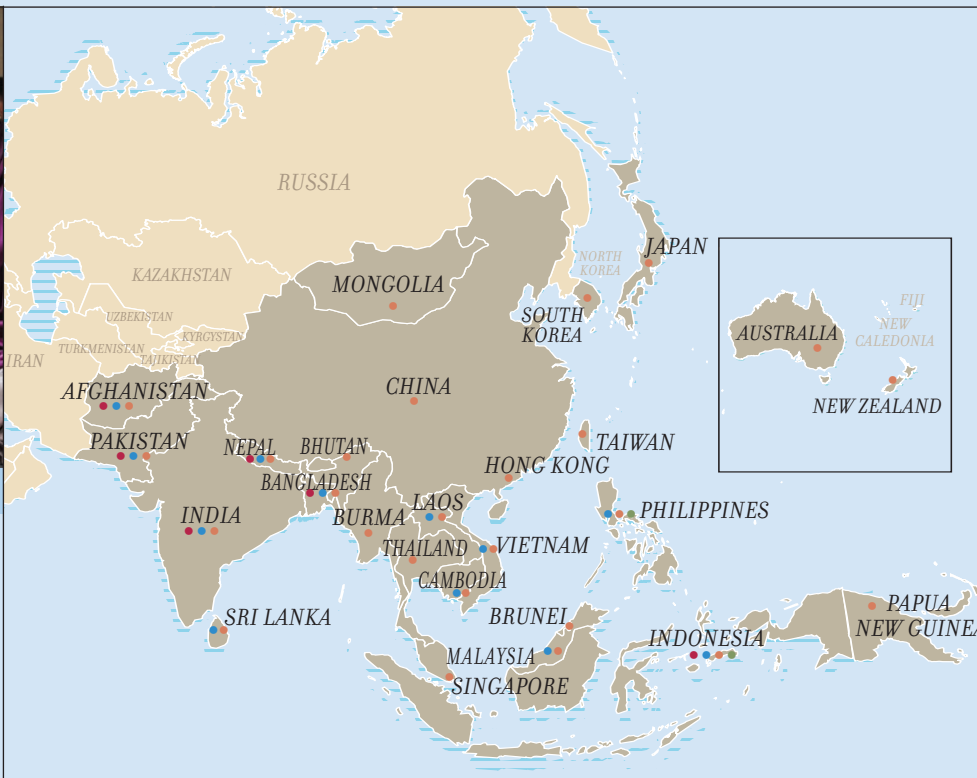 RUSSIA
KAZAKHSTAN
UZBEKISTAN
TURKMENISTAN
KYRGYSTAN
TAJIKISTAN
IRAN
MONGOLIA
NORTH
KOREA
JAPAN
SOUTH
KOREA
AFGHANISTAN
CHINA
PAKISTAN
NEPAL
BHUTAN
TAIWAN
BANGLADESH
HONG KONG
INDIA
BURMA
LAOS
PHILIPPINES
THAILAND
VIETNAM
CAMBODIA
SRI LANKA
BRUNEI
MALAYSIA
SINGAPORE
INDONESIA
PAPUA
NEW GUINEA
AUSTRALIA
FIJI
NEW
CALEDONIA
NEW ZEALAND